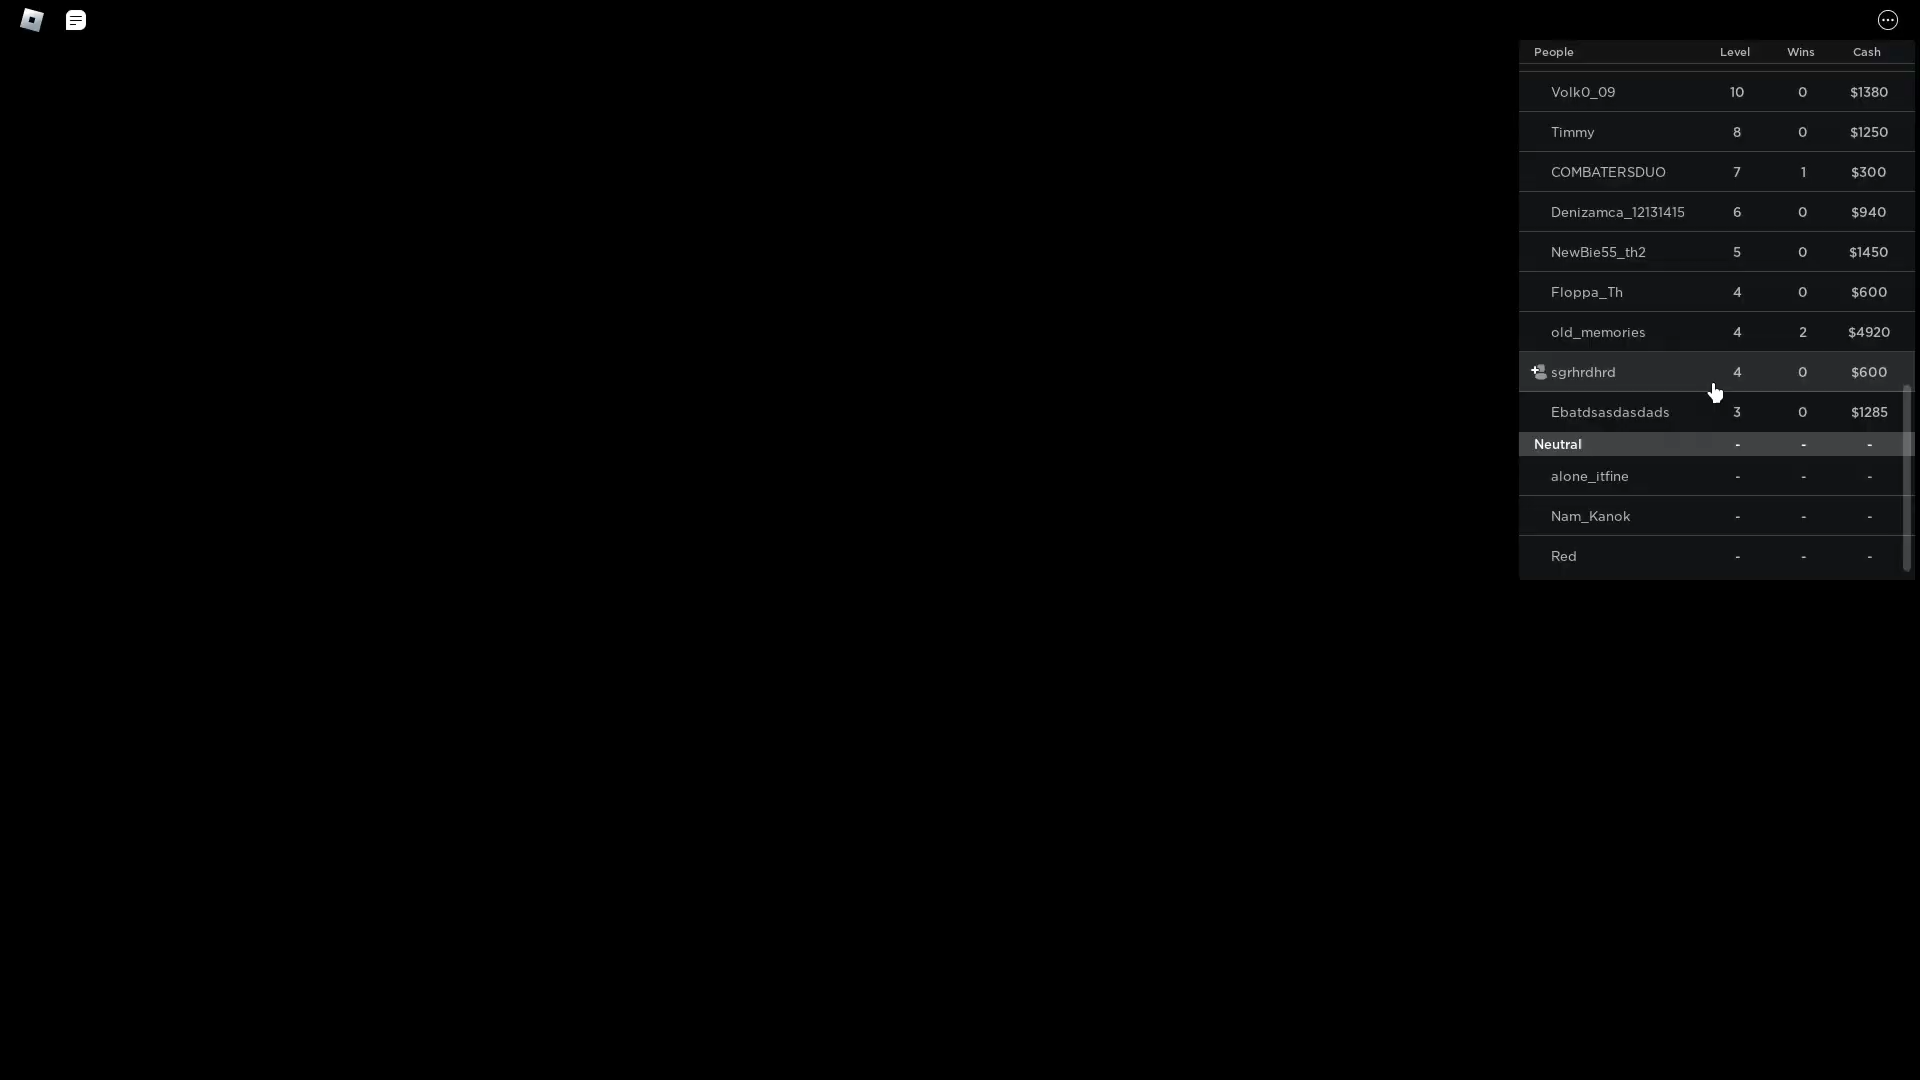 People Level Wins Cash
Volk0_09 10 0 $1380
Timmy 8 0 $1250
COMBATERSDUO 7 1 $300
Denizamca_12131415 6 0 $940
NewBie55_th2 5 0 $1450
Floppa_Th 4 0 $600
old_memories 4 2 $4920
sgrhrdhrd 4 0 $600
Ebatdsasdasdads 3 0 $1285
Neutral - - -
alone_itfine - - -
Nam_Kanok - - -
Red - - -